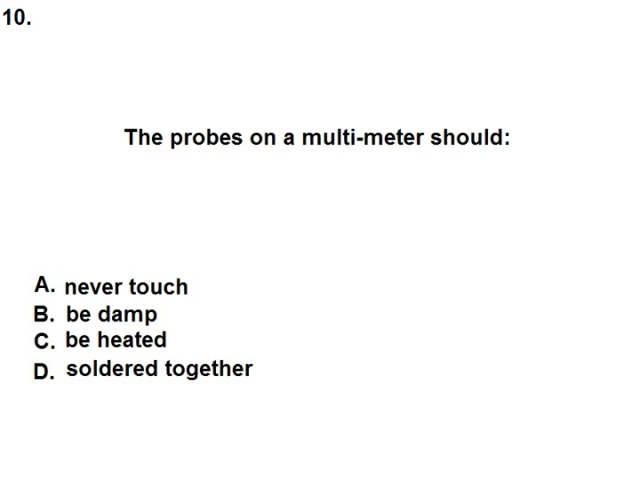 10.
The probes on a multi-meter should:
A. never touch
B. be damp
C. be heated
D. soldered together